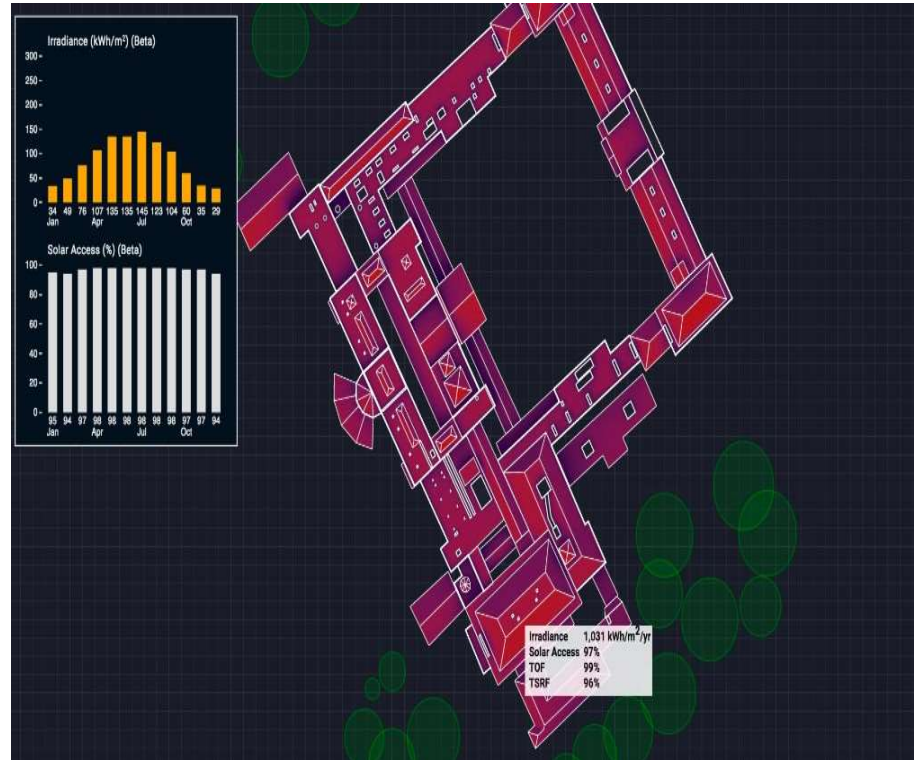 Irradiance (kWh/m²) (Beta)
300
250
200
150
100
50
0
34 49 76 107 135 135 145 123 104 60 35 29
Jan Apr Jul Oct
Solar Access (%) (Beta)
100
80
60
40
20
0
95 94 97 98 98 98 98 98 98 97 97 94
Jan Apr Jul Oct
Irradiance 1,031 kWh/m²/yr
Solar Access 97%
TOF 99%
TSRF 96%